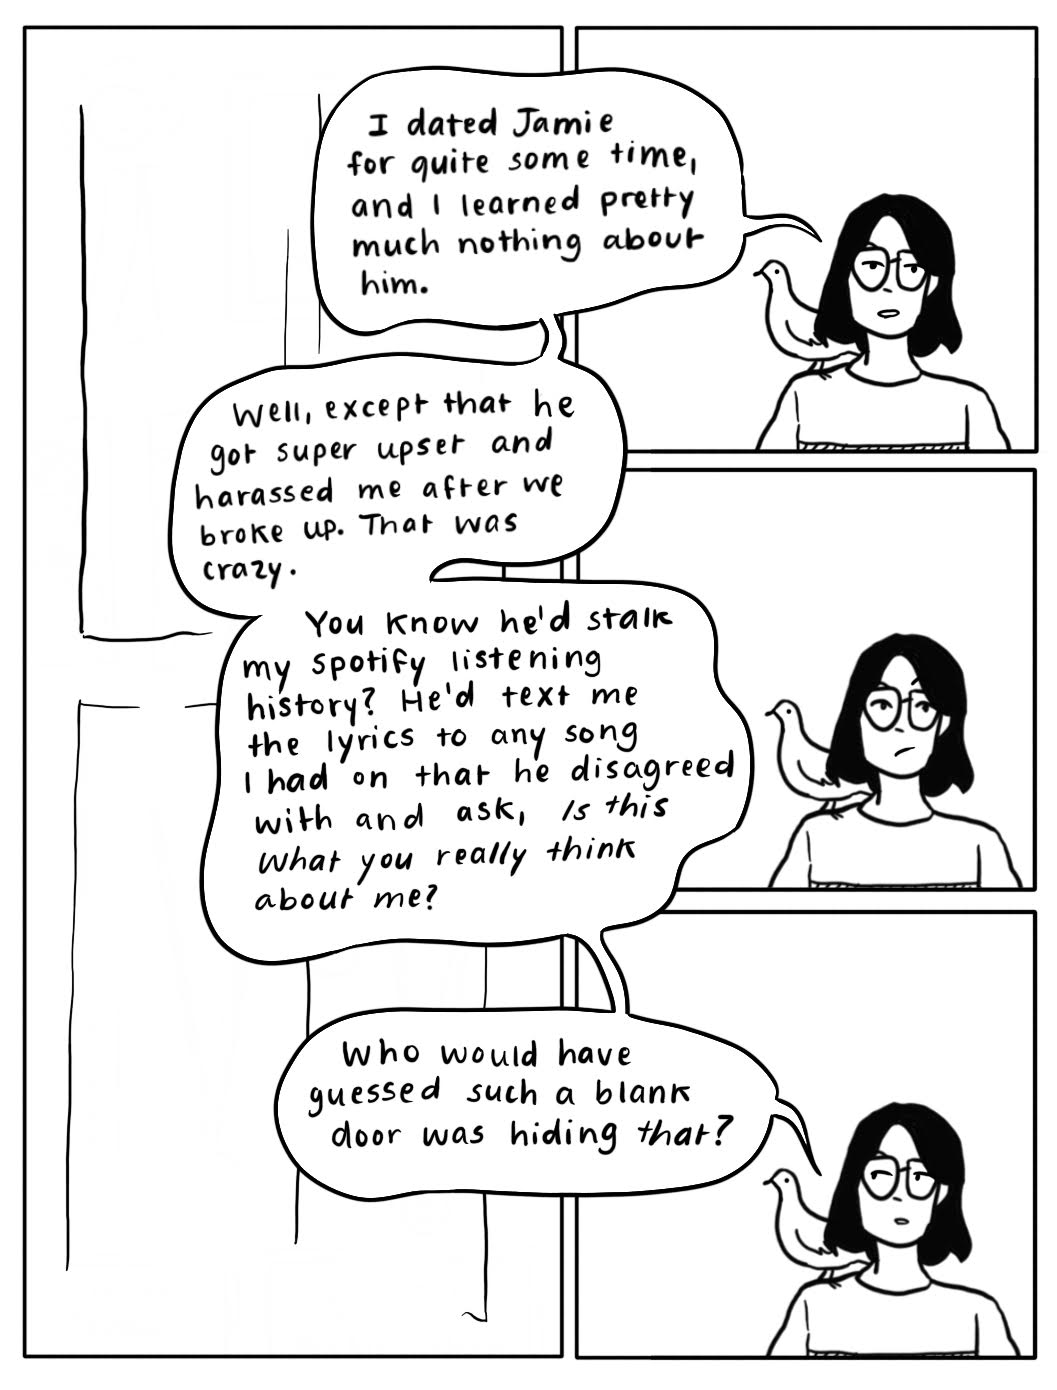 I dated Jamie
for quite some time,
and I learned pretty
much nothing about
him.
Well, except that he
got super upset and
harassed me after we
broke up. That was
crazy.
You know he'd stalk
my spotify listening
history? He'd text me
the lyrics to any song
I had on that he disagreed
with and ask, Is this
what you really think
about me?
Who would have
guessed such a blank
door was hiding that?